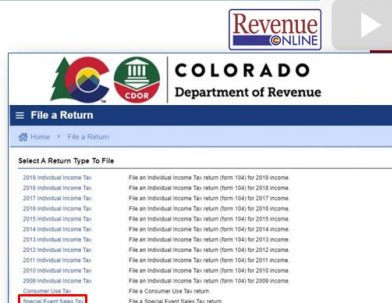 Revenue
ONLINE
CDOR
COLORADO
Department of Revenue
≡ File a Return
Home › File a Return
Select A Return Type To File
2019 Individual Income Tax File an Individual Income Tax return (form 104) for 2019 income.
2018 Individual Income Tax File an Individual Income Tax return (form 104) for 2018 income.
2017 Individual Income Tax File an Individual Income Tax return (form 104) for 2017 income.
2016 Individual Income Tax File an Individual Income Tax return (form 104) for 2016 income.
2015 Individual Income Tax File an Individual Income Tax return (form 104) for 2015 income.
2014 Individual Income Tax File an Individual Income Tax return (form 104) for 2014 income.
2013 Individual Income Tax File an Individual Income Tax return (form 104) for 2013 income.
2012 Individual Income Tax File an Individual Income Tax return (form 104) for 2012 income.
2011 Individual Income Tax File an Individual Income Tax return (form 104) for 2011 income.
2010 Individual Income Tax File an Individual Income Tax return (form 104) for 2010 income.
2009 Individual Income Tax File an Individual Income Tax return (form 104) for 2009 income.
Consumer Use Tax File a Consumer Use Tax return.
Special Event Sales Tax File a Special Event Sales Tax return.